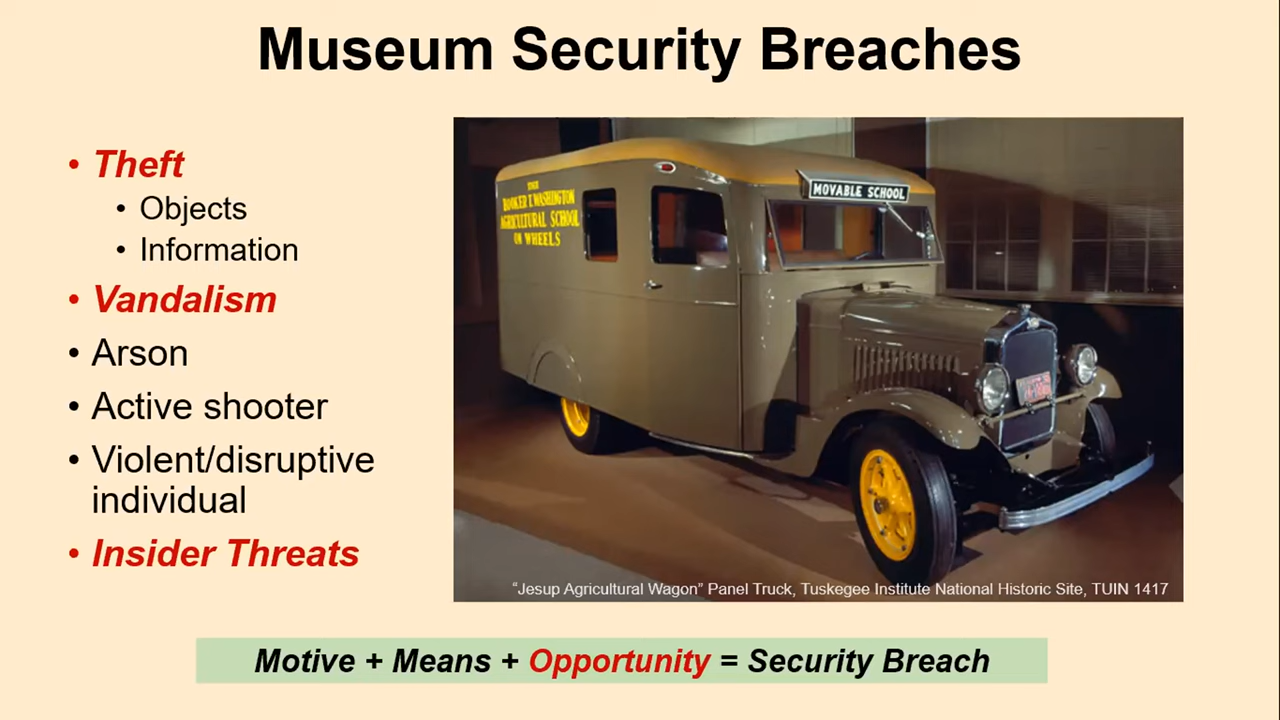 Museum Security Breaches
• Theft
• Objects
• Information
• Vandalism
• Arson
• Active shooter
• Violent/disruptive
individual
• Insider Threats
THE
BOOKER T. WASHINGTON
AGRICULTURAL SCHOOL
ON WHEELS
MOVABLE SCHOOL
“Jesup Agricultural Wagon” Panel Truck, Tuskegee Institute National Historic Site, TUIN 1417
Motive + Means + Opportunity = Security Breach